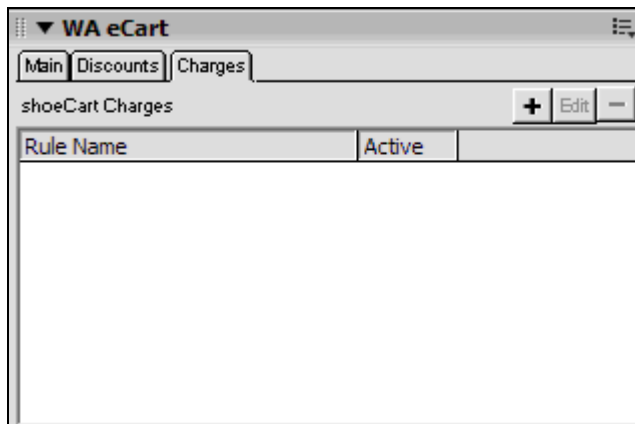 WA eCart
Main Discounts Charges
shoeCart Charges + Edit −
Rule Name Active